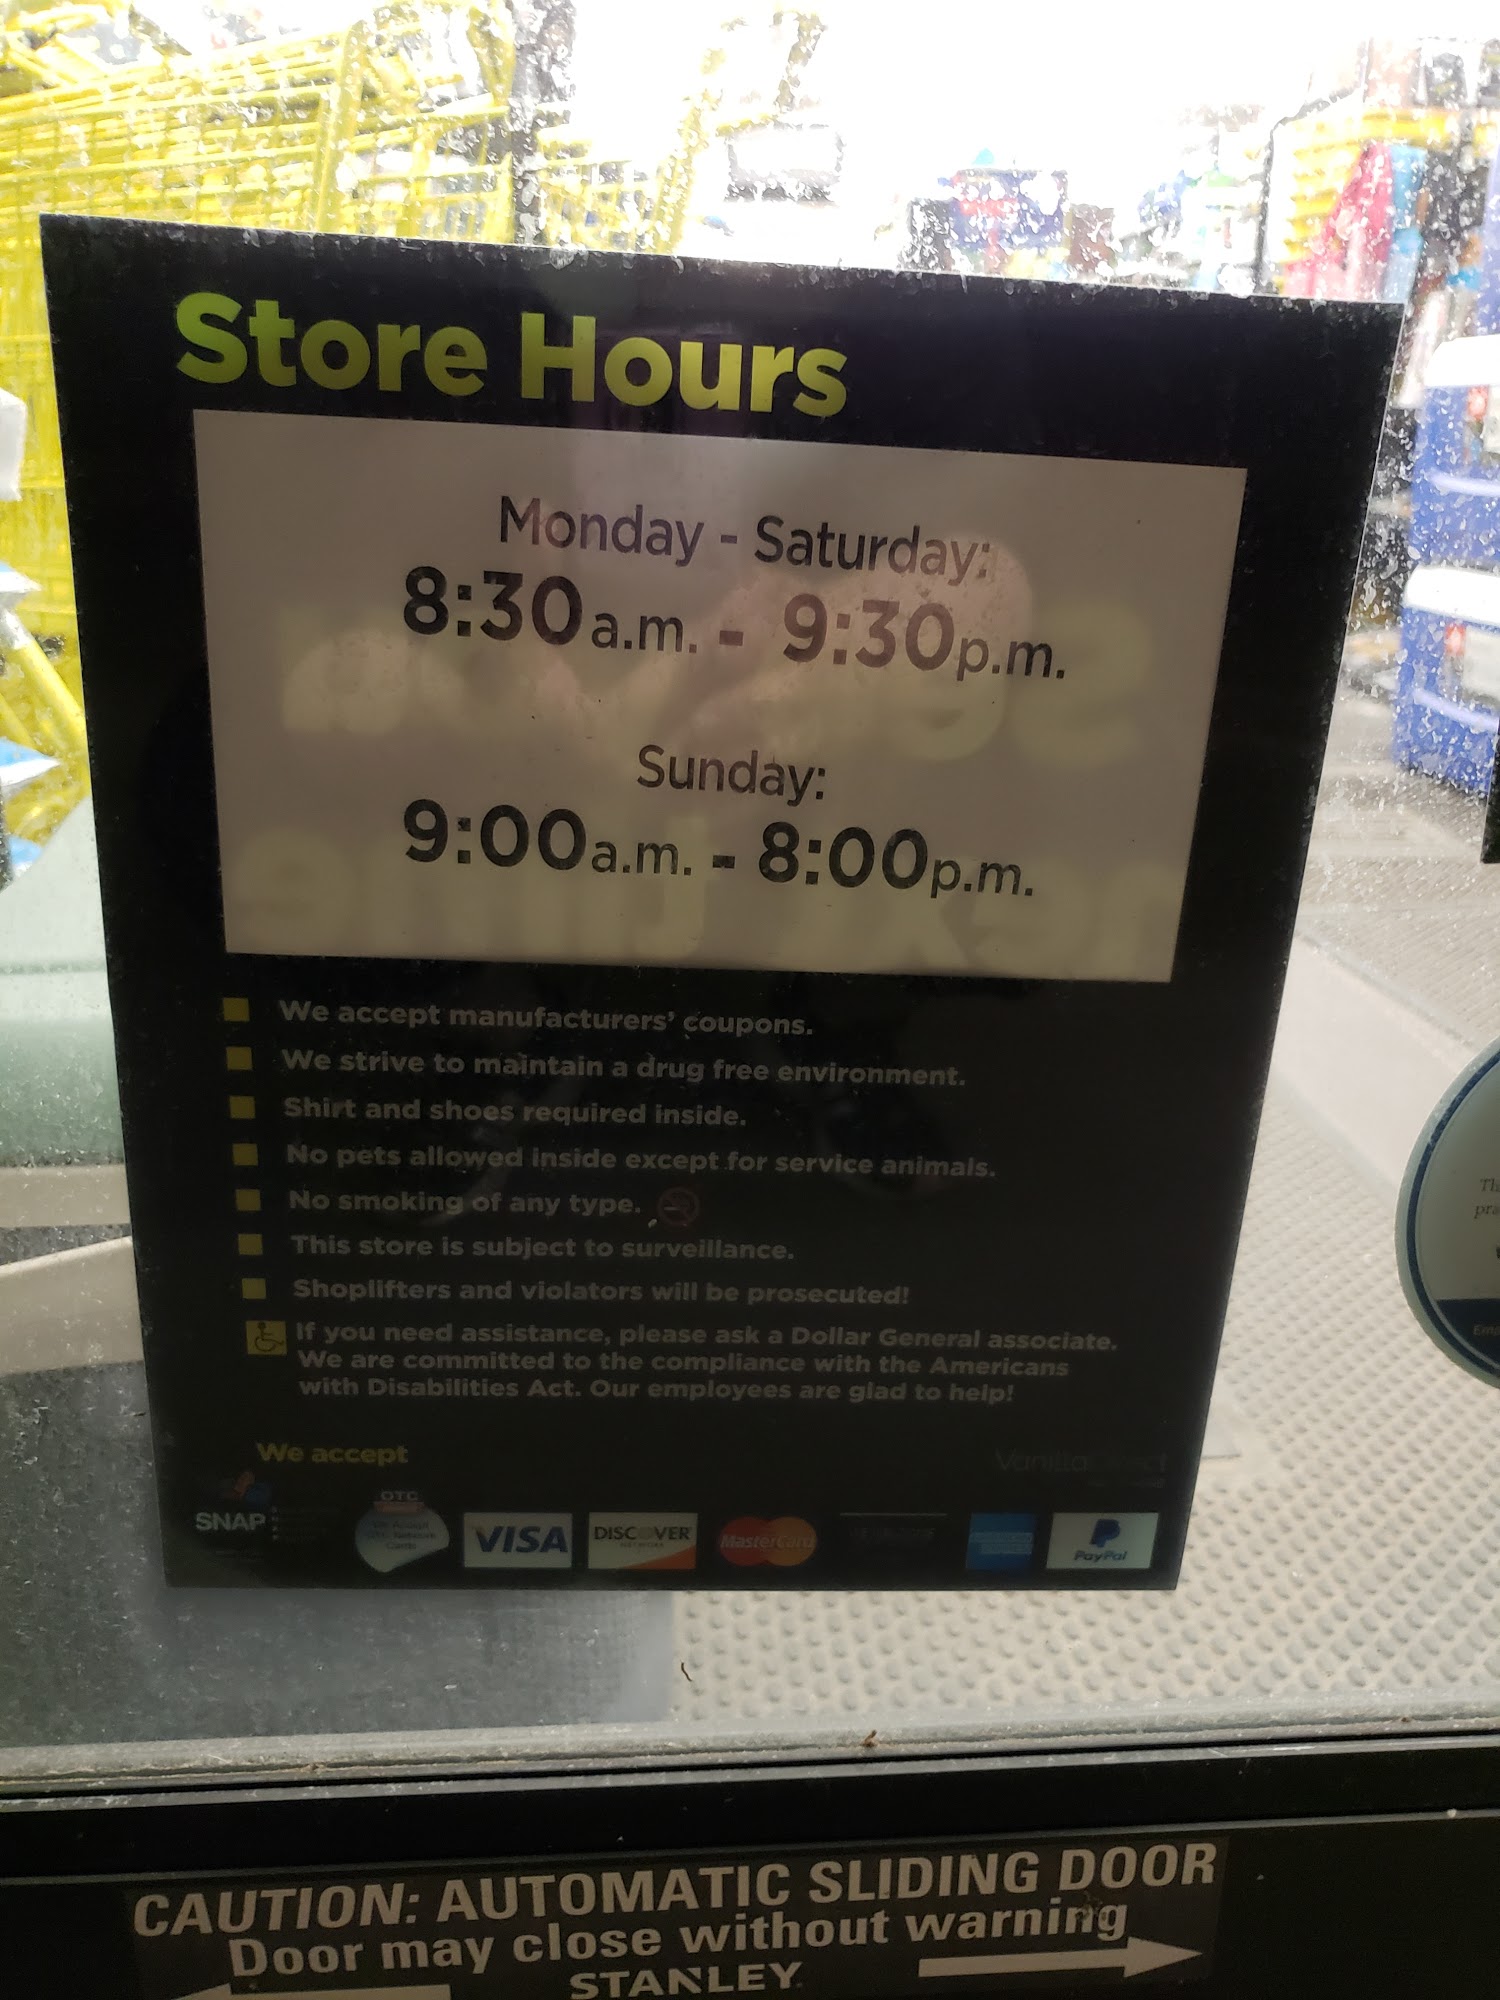 Store Hours
Monday - Saturday:
8:30a.m. - 9:30p.m.
Sunday:
9:00a.m. - 8:00p.m.
We accept manufacturers' coupons.
We strive to maintain a drug free environment.
Shirt and shoes required inside.
No pets allowed inside except for service animals.
No smoking of any type.
This store is subject to surveillance.
Shoplifters and violators will be prosecuted!
If you need assistance, please ask a Dollar General associate.
We are committed to the compliance with the Americans
with Disabilities Act. Our employees are glad to help!
We accept
SNAP
OTC
VISA
DISCOVER
NETWORK
MasterCard
PayPal
CAUTION: AUTOMATIC SLIDING DOOR
Door may close without warning
STANLEY